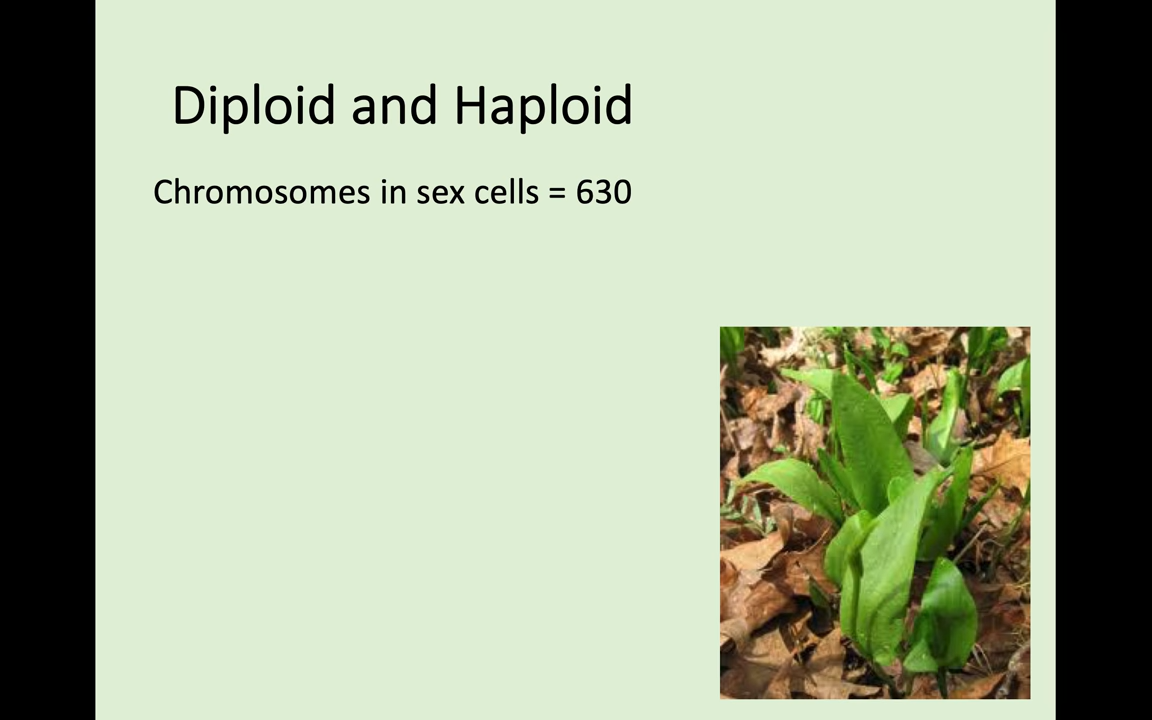 Diploid and Haploid
Chromosomes in sex cells = 630